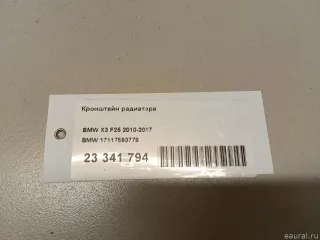 Кронштейн радиатора
BMW X3 F25 2010-2017
BMW 17117593779
23 341 794
eaural.ru